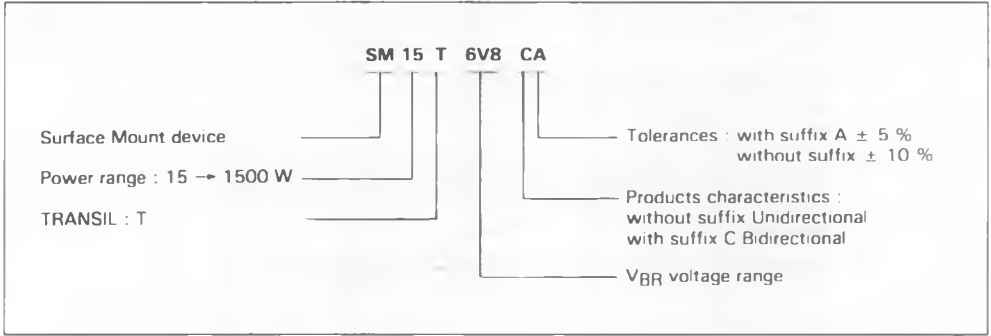 SM 15 T 6V8 CA
Surface Mount device
Power range : 15 → 1500 W
TRANSIL : T
Tolerances : with suffix A ± 5 %
without suffix ± 10 %
Products characteristics :
without suffix Unidirectional
with suffix C Bidirectional
VBR voltage range